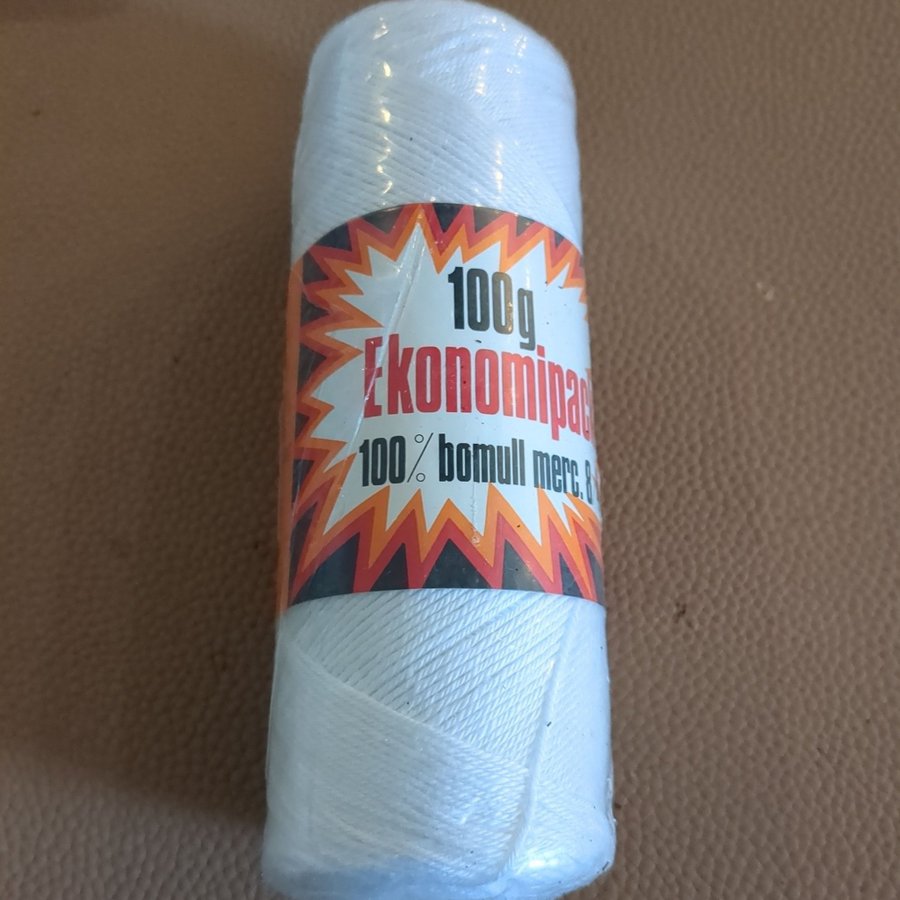 100g
Ekonomipack
100% bomull merc. 8